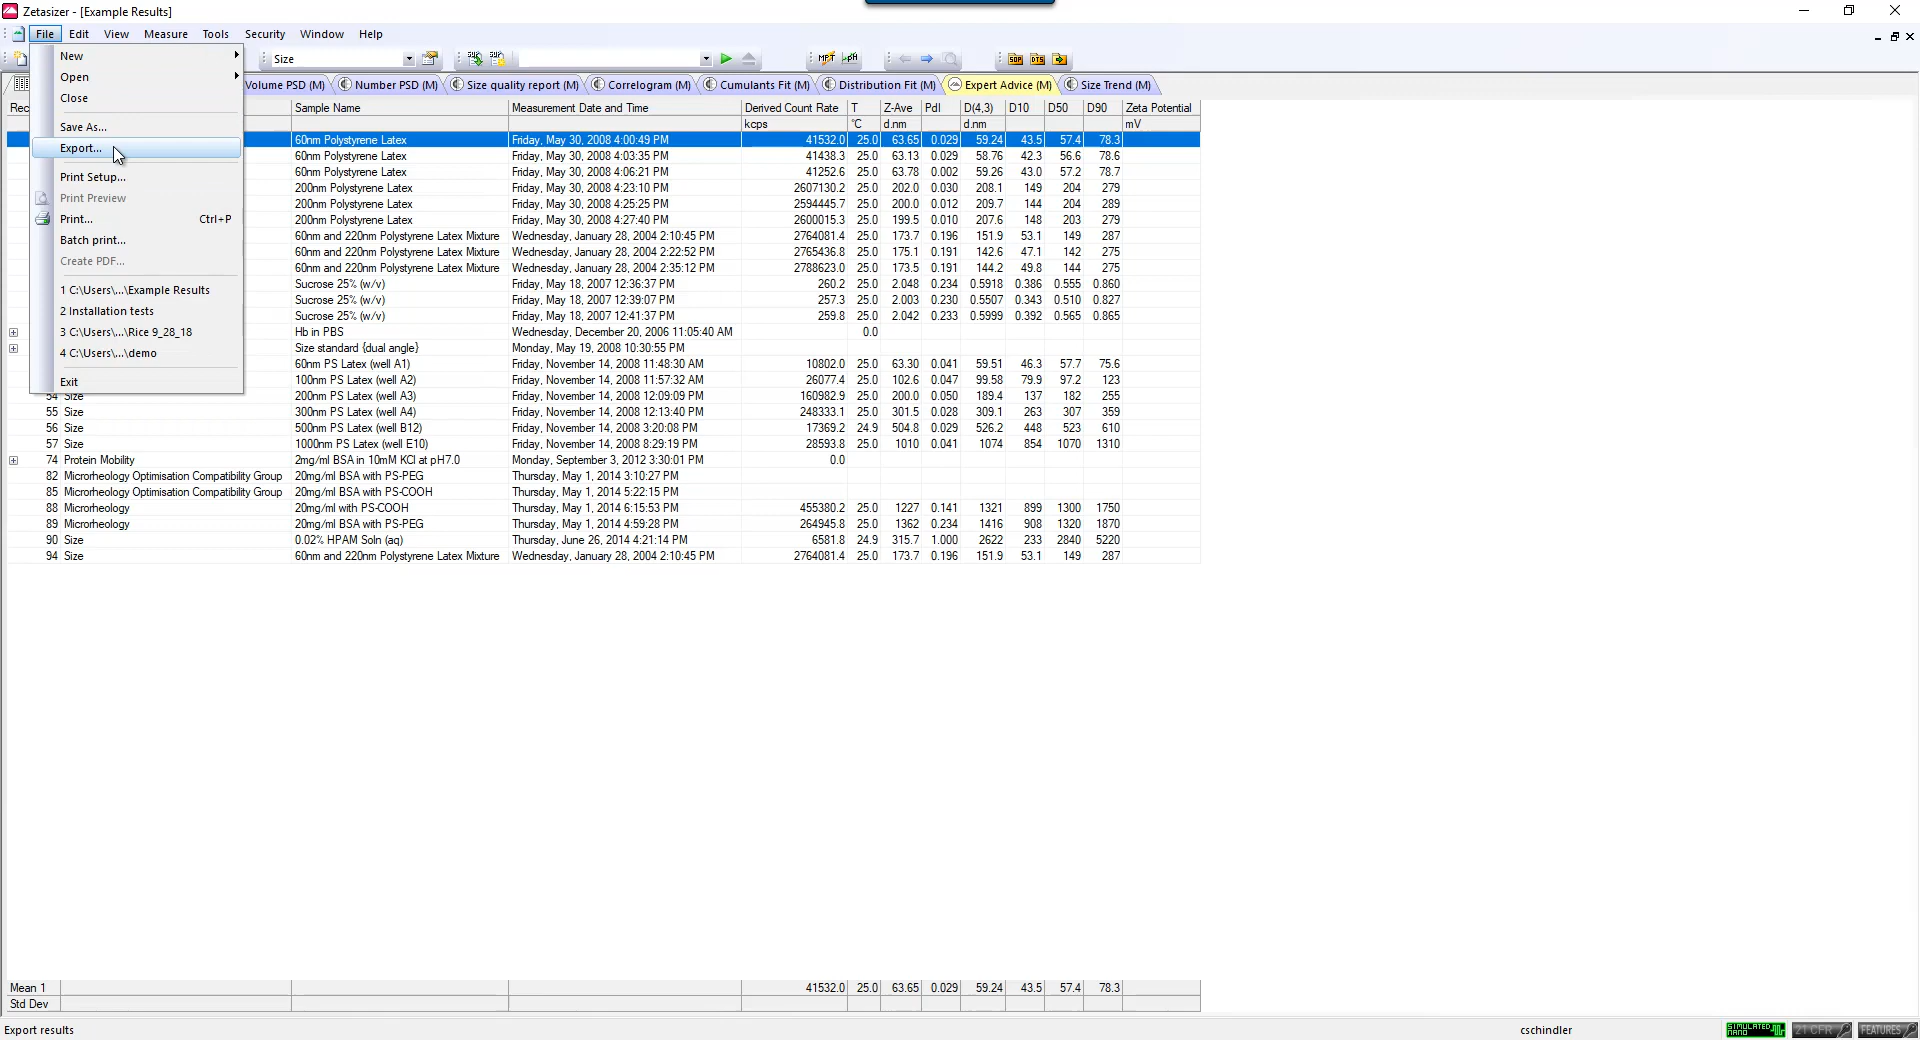 Zetasizer - [Example Results]
File Edit View Measure Tools Security Window Help
Size
New
Open
Close
Save As...
Export...
Print Setup...
Print Preview
Print... Ctrl+P
Batch print...
Create PDF...
1 C:\Users\...\Example Results
2 Installation tests
3 C:\Users\...\Rice 9_28_18
4 C:\Users\...\demo
Exit
Volume PSD (M) Number PSD (M) Size quality report (M) Correlogram (M) Cumulants Fit (M) Distribution Fit (M) Expert Advice (M) Size Trend (M)
Rec Sample Name Measurement Date and Time Derived Count Rate T Z-Ave PdI D(4,3) D10 D50 D90 Zeta Potential
kcps °C d.nm d.nm mV
60nm Polystyrene Latex Friday, May 30, 2008 4:00:49 PM 41532.0 25.0 63.65 0.029 59.24 43.5 57.4 78.3
60nm Polystyrene Latex Friday, May 30, 2008 4:03:35 PM 41438.3 25.0 63.13 0.029 58.76 42.3 56.6 78.6
60nm Polystyrene Latex Friday, May 30, 2008 4:06:21 PM 41252.6 25.0 63.78 0.002 59.26 43.0 57.2 78.7
200nm Polystyrene Latex Friday, May 30, 2008 4:23:10 PM 2607130.2 25.0 202.0 0.030 208.1 149 204 279
200nm Polystyrene Latex Friday, May 30, 2008 4:25:25 PM 2594445.7 25.0 200.0 0.012 209.7 144 204 289
200nm Polystyrene Latex Friday, May 30, 2008 4:27:40 PM 2600015.3 25.0 199.5 0.010 207.6 148 203 279
60nm and 220nm Polystyrene Latex Mixture Wednesday, January 28, 2004 2:10:45 PM 2764081.4 25.0 173.7 0.196 151.9 53.1 149 287
60nm and 220nm Polystyrene Latex Mixture Wednesday, January 28, 2004 2:22:52 PM 2765436.8 25.0 175.1 0.191 142.6 47.1 142 275
60nm and 220nm Polystyrene Latex Mixture Wednesday, January 28, 2004 2:35:12 PM 2788623.0 25.0 173.5 0.191 144.2 49.8 144 275
Sucrose 25% (w/v) Friday, May 18, 2007 12:36:37 PM 260.2 25.0 2.048 0.234 0.5918 0.386 0.555 0.860
Sucrose 25% (w/v) Friday, May 18, 2007 12:39:07 PM 257.3 25.0 2.003 0.230 0.5507 0.343 0.510 0.827
Sucrose 25% (w/v) Friday, May 18, 2007 12:41:37 PM 259.8 25.0 2.042 0.233 0.5999 0.392 0.565 0.865
Hb in PBS Wednesday, December 20, 2006 11:05:40 AM 0.0
Size standard {dual angle} Monday, May 19, 2008 10:30:55 PM
60nm PS Latex (well A1) Friday, November 14, 2008 11:48:30 AM 10802.0 25.0 63.30 0.041 59.51 46.3 57.7 75.6
100nm PS Latex (well A2) Friday, November 14, 2008 11:57:32 AM 26077.4 25.0 102.6 0.047 99.58 79.9 97.2 123
54 Size 200nm PS Latex (well A3) Friday, November 14, 2008 12:09:09 PM 160982.9 25.0 200.0 0.050 189.4 137 182 255
55 Size 300nm PS Latex (well A4) Friday, November 14, 2008 12:13:40 PM 248333.1 25.0 301.5 0.028 309.1 263 307 359
56 Size 500nm PS Latex (well B12) Friday, November 14, 2008 3:20:08 PM 17369.2 24.9 504.8 0.029 526.2 448 523 610
57 Size 1000nm PS Latex (well E10) Friday, November 14, 2008 8:29:19 PM 28593.8 25.0 1010 0.041 1074 854 1070 1310
74 Protein Mobility 2mg/ml BSA in 10mM KCl at pH7.0 Monday, September 3, 2012 3:30:01 PM 0.0
82 Microrheology Optimisation Compatibility Group 20mg/ml BSA with PS-PEG Thursday, May 1, 2014 3:10:27 PM
85 Microrheology Optimisation Compatibility Group 20mg/ml BSA with PS-COOH Thursday, May 1, 2014 5:22:15 PM
88 Microrheology 20mg/ml with PS-COOH Thursday, May 1, 2014 6:15:53 PM 455380.2 25.0 1227 0.141 1321 899 1300 1750
89 Microrheology 20mg/ml BSA with PS-PEG Thursday, May 1, 2014 4:59:28 PM 264945.8 25.0 1362 0.234 1416 908 1320 1870
90 Size 0.02% HPAM Soln (aq) Thursday, June 26, 2014 4:21:14 PM 6581.8 24.9 315.7 1.000 2622 233 2840 5220
94 Size 60nm and 220nm Polystyrene Latex Mixture Wednesday, January 28, 2004 2:10:45 PM 2764081.4 25.0 173.7 0.196 151.9 53.1 149 287
Mean 1 41532.0 25.0 63.65 0.029 59.24 43.5 57.4 78.3
Std Dev
Export results cschindler SIMULATED NANO 21 CFR FEATURES